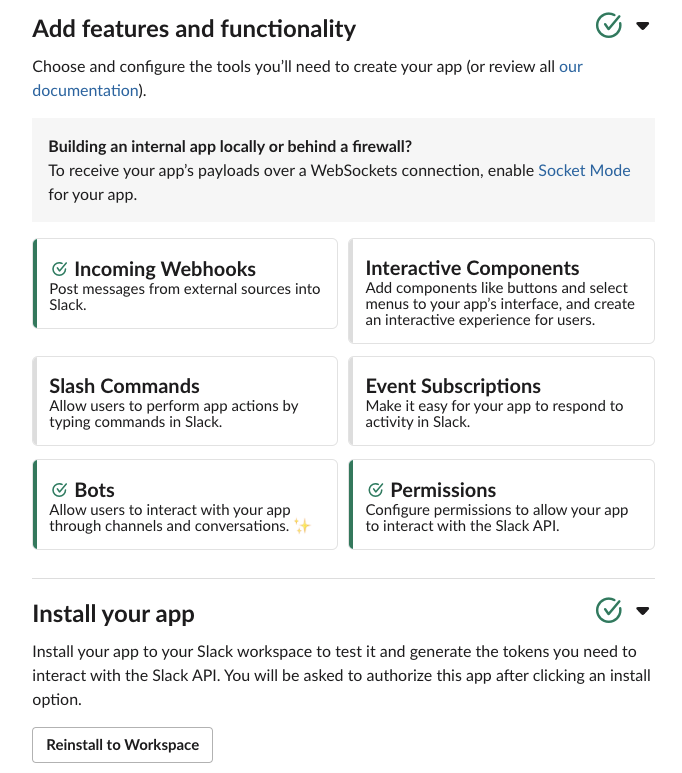 Add features and functionality
Choose and configure the tools you’ll need to create your app (or review all our
documentation).
Building an internal app locally or behind a firewall?
To receive your app’s payloads over a WebSockets connection, enable Socket Mode
for your app.
Incoming Webhooks
Post messages from external sources into
Slack.
Interactive Components
Add components like buttons and select
menus to your app’s interface, and create
an interactive experience for users.
Slash Commands
Allow users to perform app actions by
typing commands in Slack.
Event Subscriptions
Make it easy for your app to respond to
activity in Slack.
Bots
Allow users to interact with your app
through channels and conversations. ✨
Permissions
Configure permissions to allow your app
to interact with the Slack API.
Install your app
Install your app to your Slack workspace to test it and generate the tokens you need to
interact with the Slack API. You will be asked to authorize this app after clicking an install
option.
Reinstall to Workspace